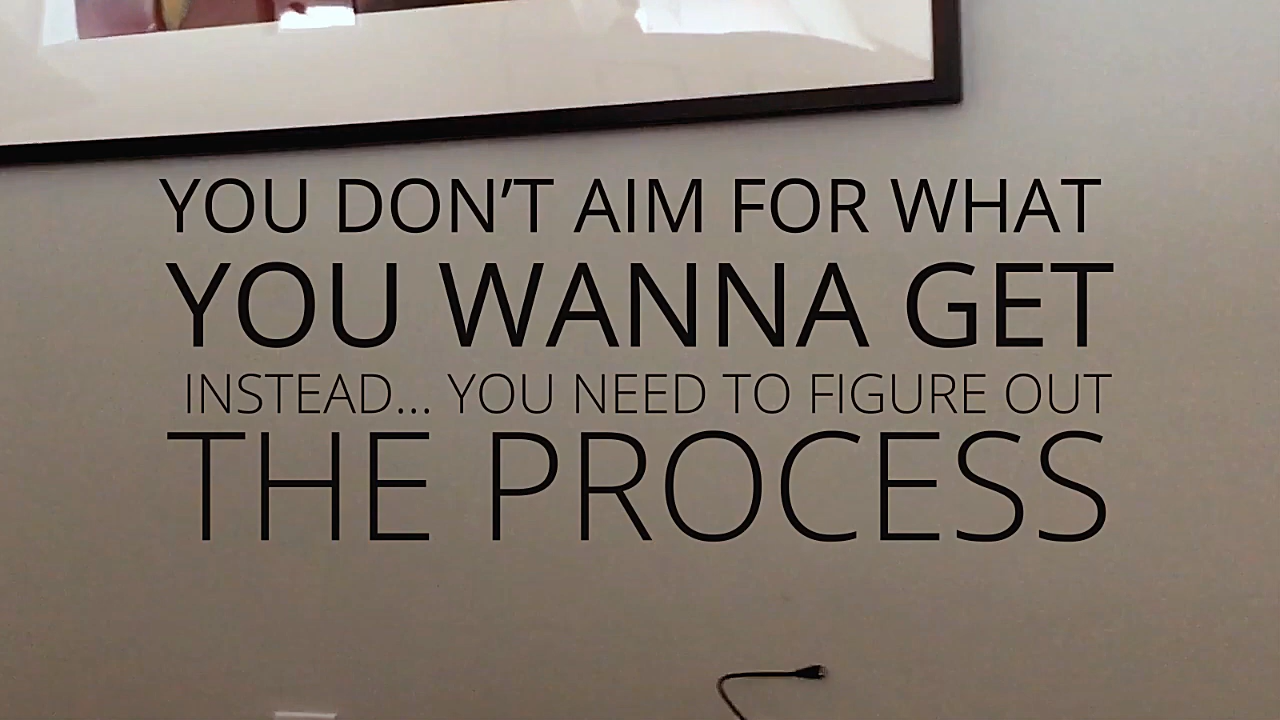 YOU DON’T AIM FOR WHAT
YOU WANNA GET
INSTEAD... YOU NEED TO FIGURE OUT
THE PROCESS